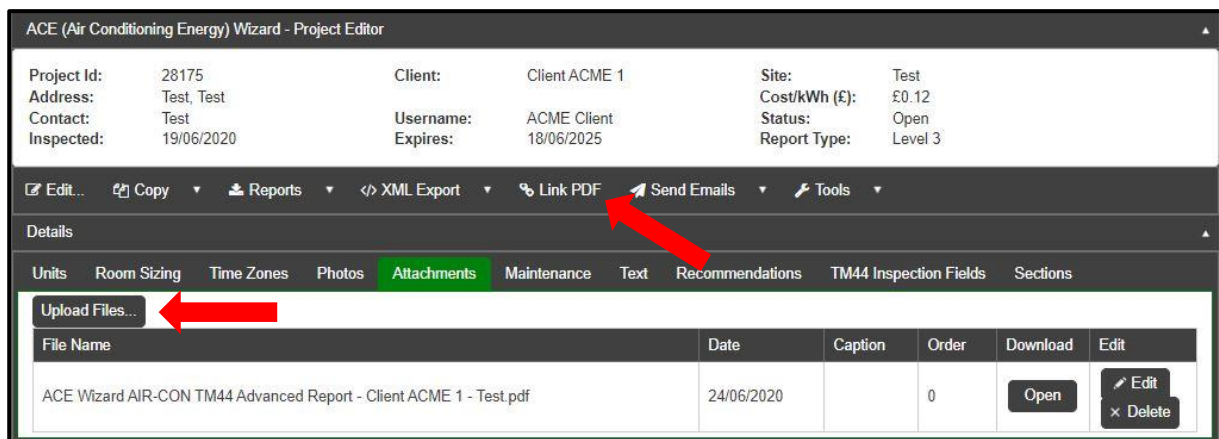 ACE (Air Conditioning Energy) Wizard - Project Editor
Project Id: 28175 Client: Client ACME 1 Site: Test
Address: Test, Test Cost/kWh (£): £0.12
Contact: Test Username: ACME Client Status: Open
Inspected: 19/06/2020 Expires: 18/06/2025 Report Type: Level 3
Edit... Copy Reports </> XML Export Link PDF Send Emails Tools
Details
Units Room Sizing Time Zones Photos Attachments Maintenance Text Recommendations TM44 Inspection Fields Sections
Upload Files...
File Name Date Caption Order Download Edit
ACE Wizard AIR-CON TM44 Advanced Report - Client ACME 1 - Test.pdf 24/06/2020 0 Open Edit
× Delete